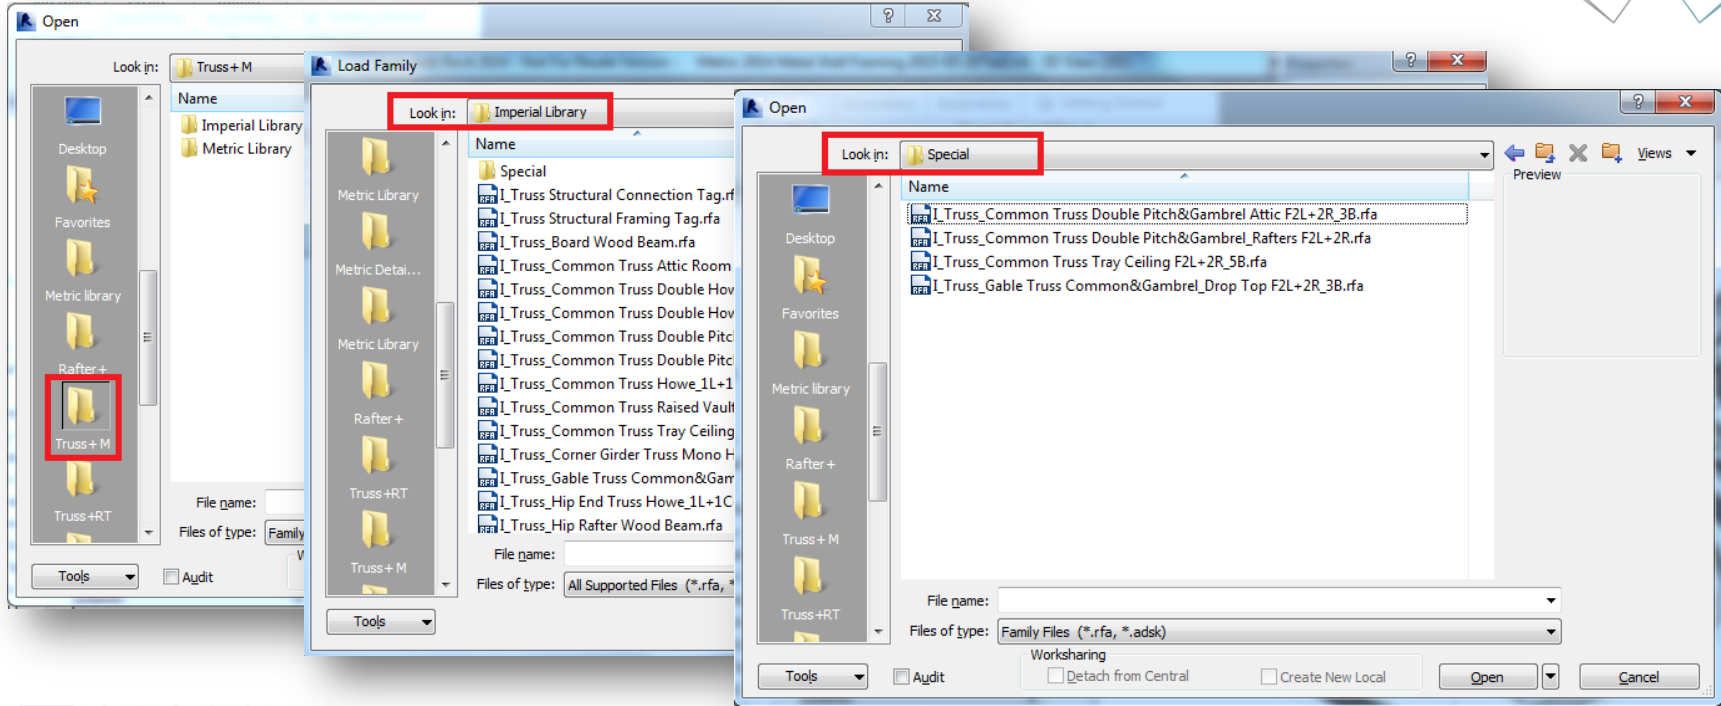 Open
Look in: Truss+M
Name
Imperial Library
Metric Library
Desktop
Favorites
Metric library
Rafter+
Truss+M
Truss+RT
File name:
Files of type: Family
Tools
Audit
Load Family
Look in: Imperial Library
Name
Special
I_Truss Structural Connection Tag.rf
I_Truss Structural Framing Tag.rfa
I_Truss_Board Wood Beam.rfa
I_Truss_Common Truss Attic Room
I_Truss_Common Truss Double How
I_Truss_Common Truss Double How
I_Truss_Common Truss Double Pitc
I_Truss_Common Truss Double Pitc
I_Truss_Common Truss Howe_1L+1
I_Truss_Common Truss Raised Vault
I_Truss_Common Truss Tray Ceiling
I_Truss_Corner Girder Truss Mono H
I_Truss_Gable Truss Common&Gam
I_Truss_Hip End Truss Howe_1L+1C
I_Truss_Hip Rafter Wood Beam.rfa
Metric Library
Metric Detai...
Metric Library
Rafter+
Truss+RT
Truss+M
File name:
Files of type: All Supported Files (*.rfa, *
Tools
Open
Look in: Special
Views
Preview
Name
I_Truss_Common Truss Double Pitch&Gambrel Attic F2L+2R_3B.rfa
I_Truss_Common Truss Double Pitch&Gambrel_Rafters F2L+2R.rfa
I_Truss_Common Truss Tray Ceiling F2L+2R_5B.rfa
I_Truss_Gable Truss Common&Gambrel_Drop Top F2L+2R_3B.rfa
Desktop
Favorites
Metric library
Rafter+
Truss+M
Truss+RT
File name:
Files of type: Family Files (*.rfa, *.adsk)
Worksharing
Tools
Audit
Detach from Central
Create New Local
Open
Cancel